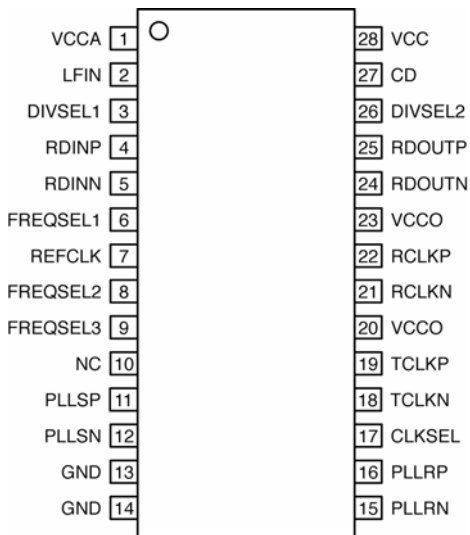 VCCA 1 28 VCC
LFIN 2 27 CD
DIVSEL1 3 26 DIVSEL2
RDINP 4 25 RDOUTP
RDINN 5 24 RDOUTN
FREQSEL1 6 23 VCCO
REFCLK 7 22 RCLKP
FREQSEL2 8 21 RCLKN
FREQSEL3 9 20 VCCO
NC 10 19 TCLKP
PLLSP 11 18 TCLKN
PLLSN 12 17 CLKSEL
GND 13 16 PLLRP
GND 14 15 PLLRN